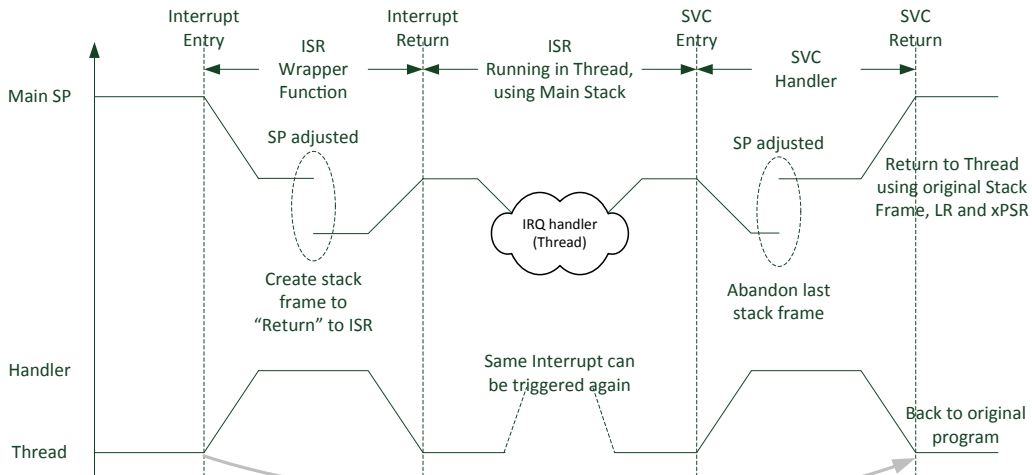 Interrupt
Entry
Interrupt
Return
SVC
Entry
SVC
Return
ISR
Wrapper
Function
ISR
Running in Thread,
using Main Stack
SVC
Handler
Main SP
SP adjusted
SP adjusted
Return to Thread
using original Stack
Frame, LR and xPSR
IRQ handler
(Thread)
Create stack
frame to
“Return” to ISR
Abandon last
stack frame
Same Interrupt can
be triggered again
Handler
Back to original
program
Thread